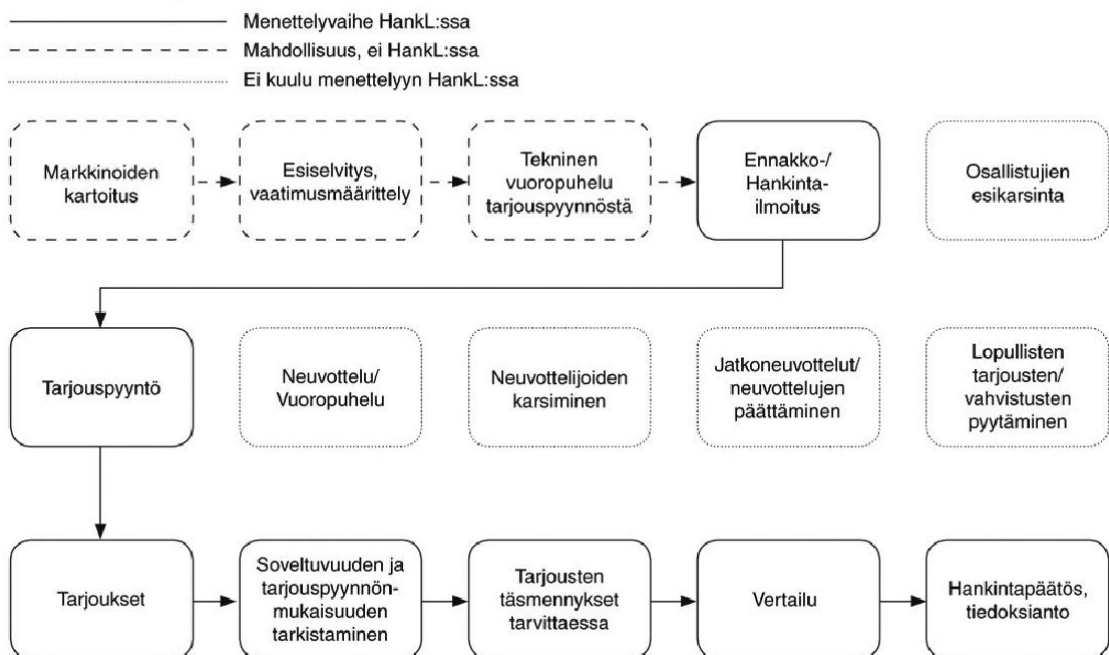 Menettelyvaihe HankL:ssa
Mahdollisuus, ei HankL:ssa
Ei kuulu menettelyyn HankL:ssa
Markkinoiden
kartoitus
Esiselvitys,
vaatimusmäärittely
Tekninen
vuoropuhelu
tarjouspyynnöstä
Ennakko-/
Hankinta-
ilmoitus
Osallistujien
esikarsinta
Tarjouspyyntö
Neuvottelu/
Vuoropuhelu
Neuvottelijoiden
karsiminen
Jatkoneuvottelut/
neuvottelujen
päättäminen
Lopullisten
tarjousten/
vahvistusten
pyytäminen
Tarjoukset
Soveltuvuuden ja
tarjouspyynnön-
mukaisuuden
tarkistaminen
Tarjousten
täsmennykset
tarvittaessa
Vertailu
Hankintapäätös,
tiedoksianto